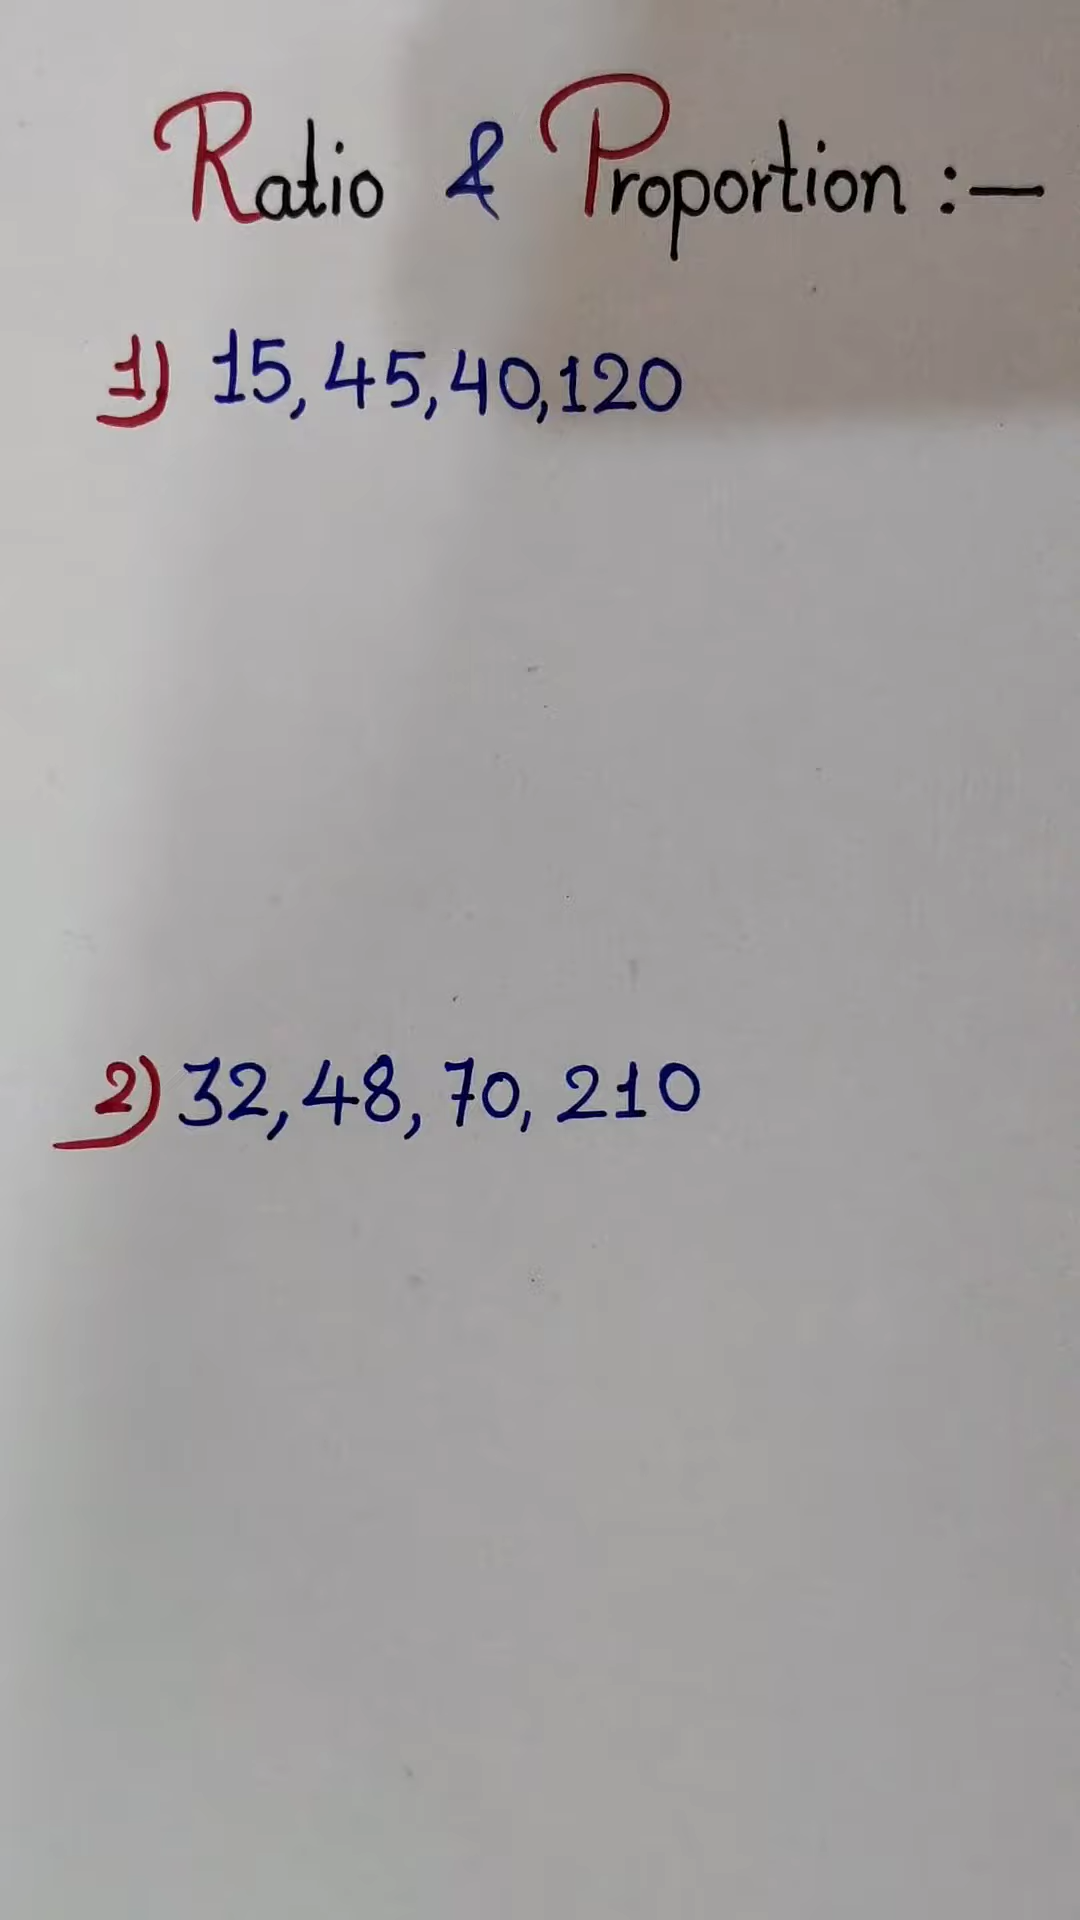 Ratio & Proportion :—
1) 15, 45, 40, 120
2) 32, 48, 70, 210